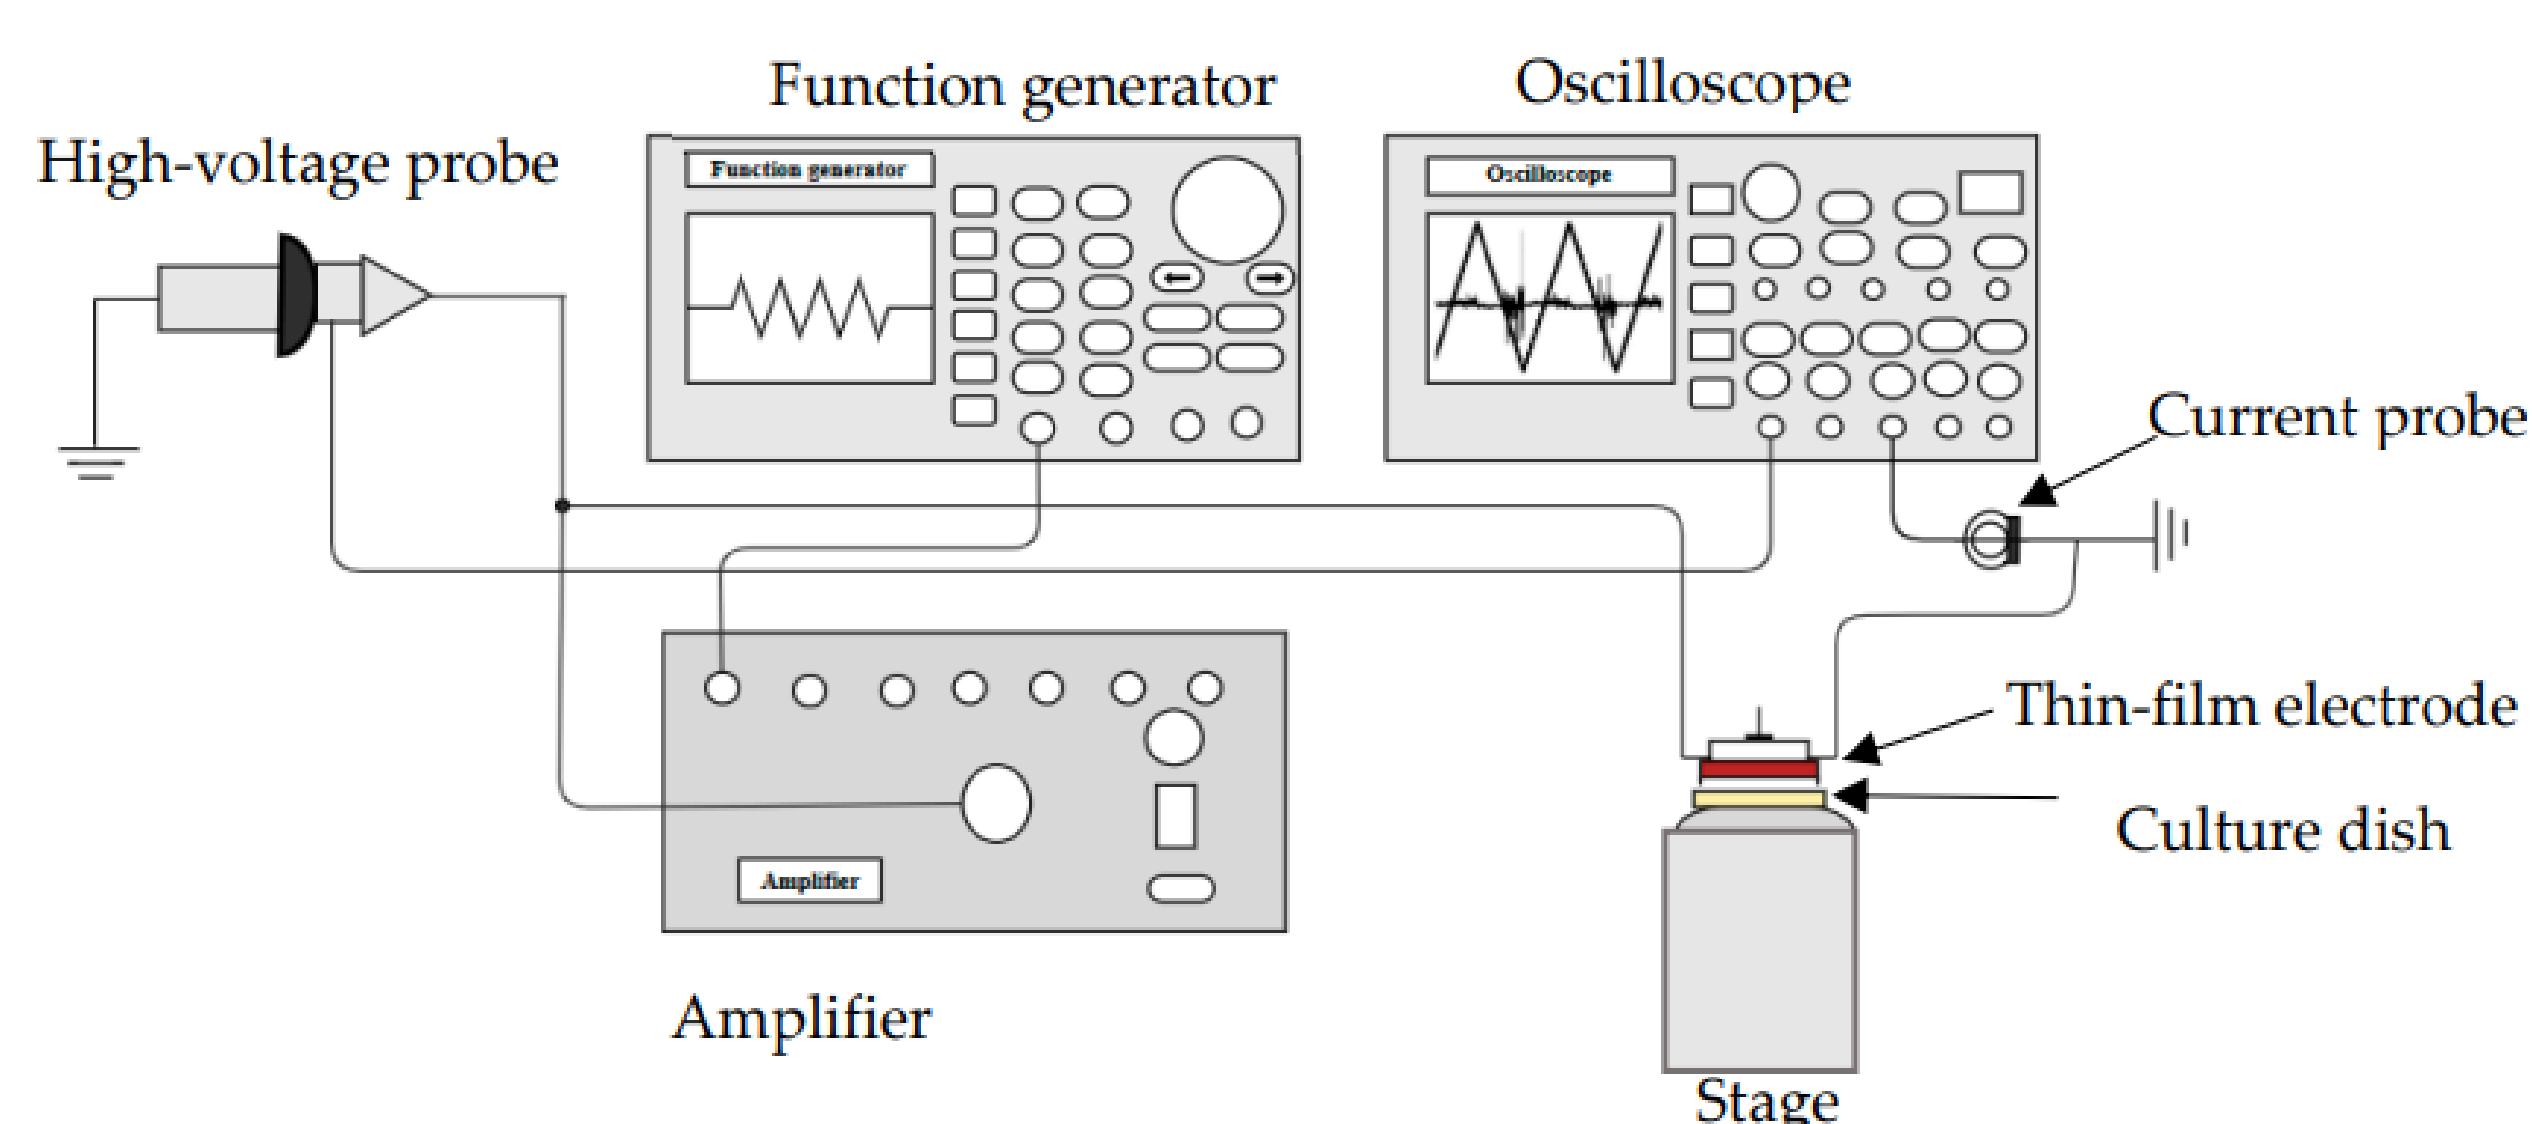 Function generator
Oscilloscope
High-voltage probe
Function generator
Oscilloscope
Current probe
Thin-film electrode
Culture dish
Amplifier
Amplifier
Stage